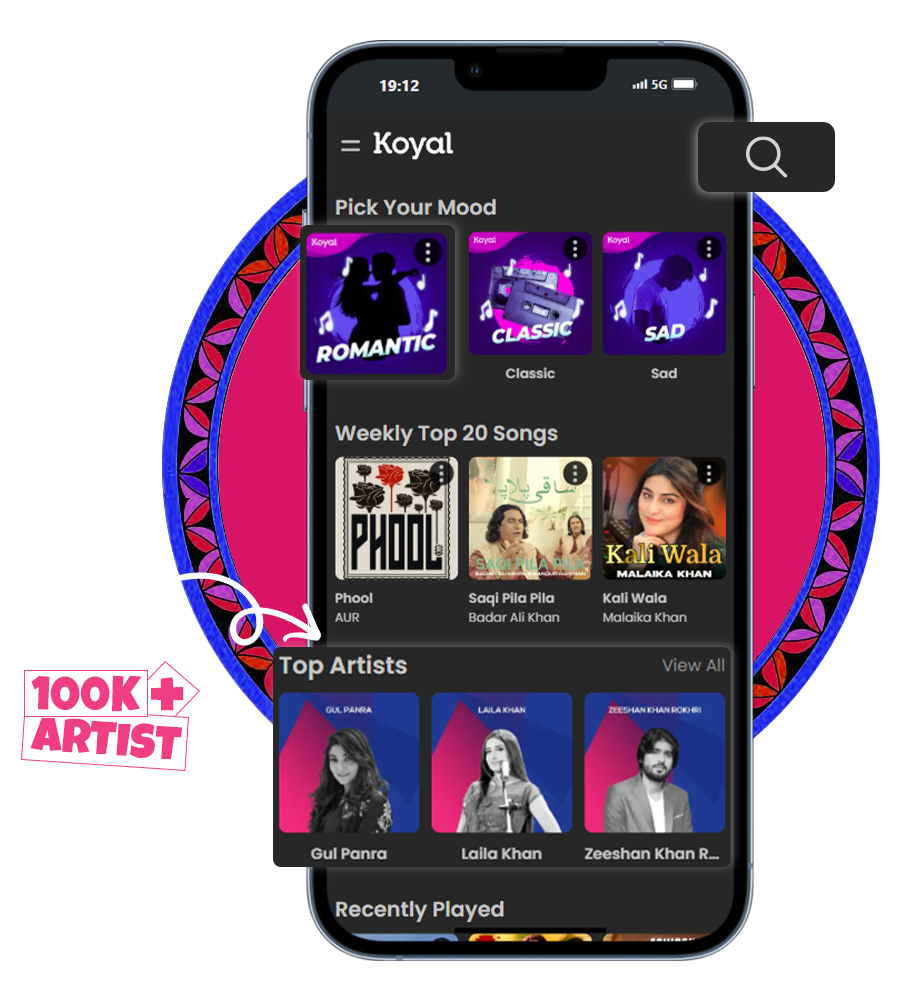 19:12
5G
Koyal
Pick Your Mood
Koyal
ROMANTIC
Koyal
CLASSIC
Koyal
SAD
Classic
Sad
Weekly Top 20 Songs
PHOOL
ساقی پلا پلا
SAQI PILA PILA
BADAR ALI KHAN
Kali Wala
MALAIKA KHAN
Phool
Saqi Pila Pila
Kali Wala
AUR
Badar Ali Khan
Malaika Khan
100K+
ARTIST
Top Artists
View All
GUL PANRA
LAILA KHAN
ZEESHAN KHAN ROKHRI
Gul Panra
Laila Khan
Zeeshan Khan R...
Recently Played